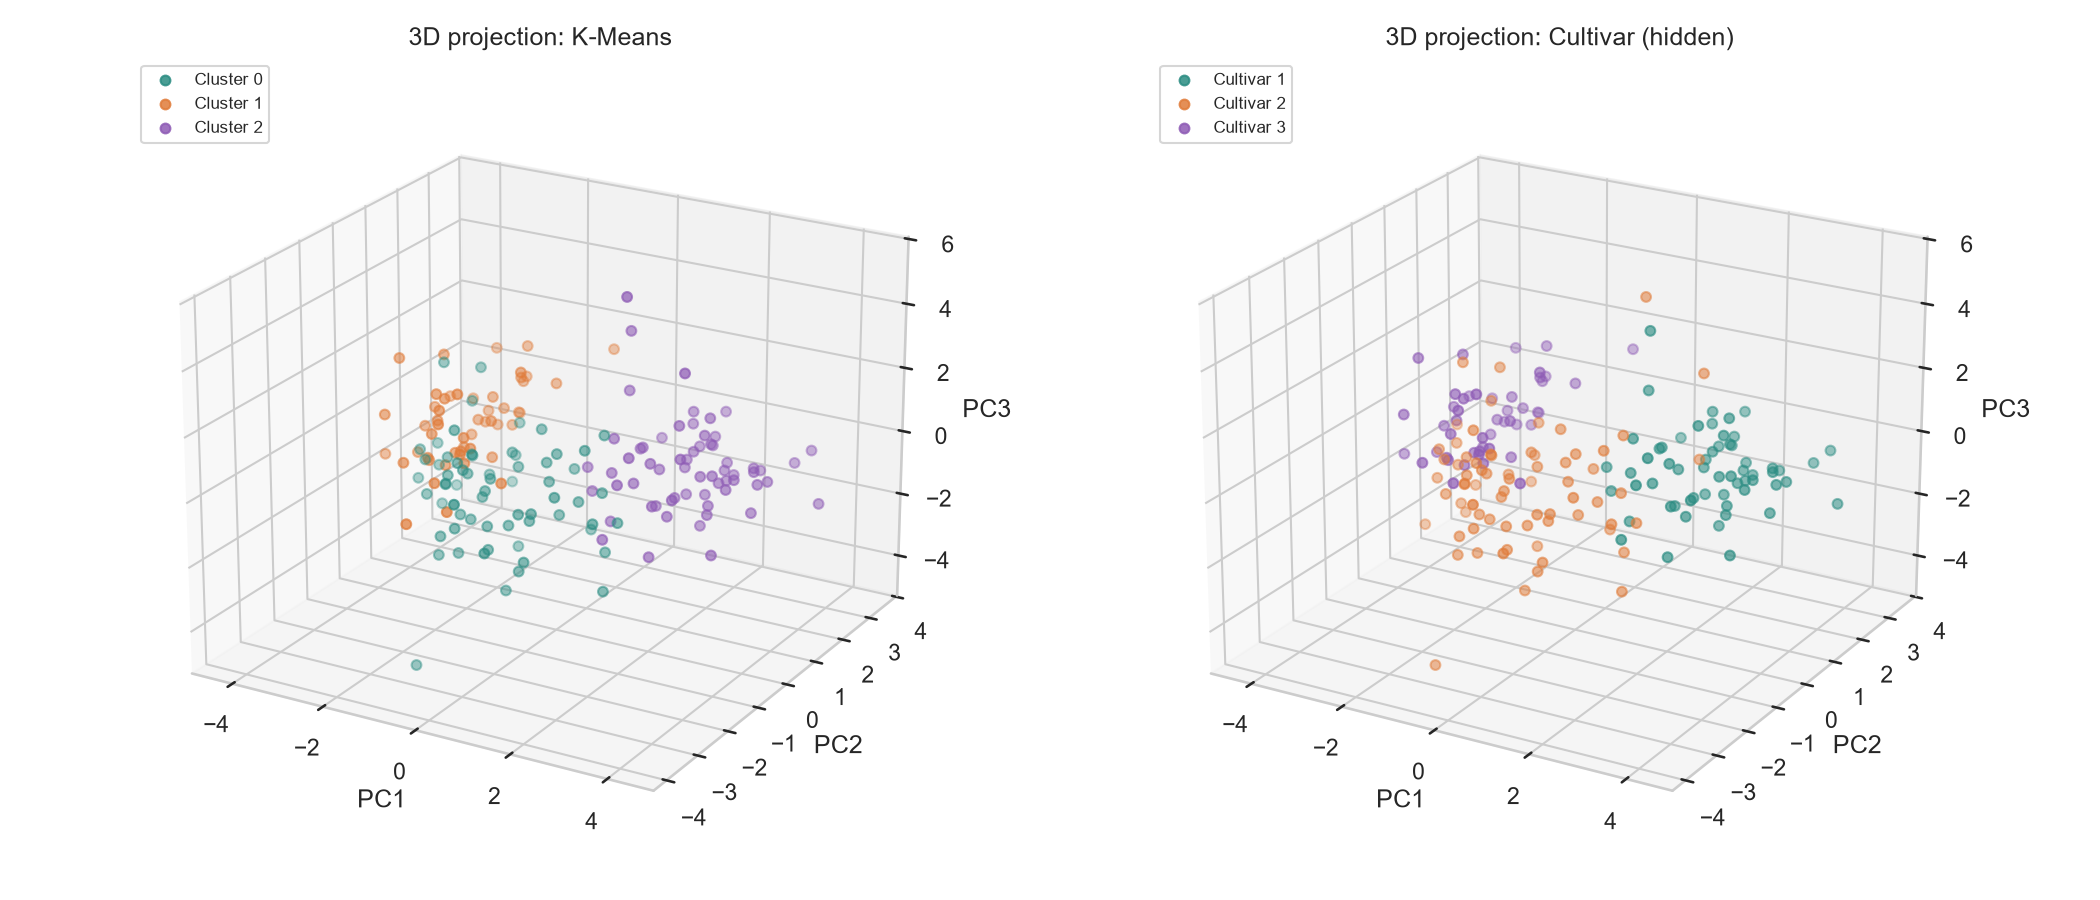 3D projection: K-Means
Cluster 0
Cluster 1
Cluster 2
6
4
2
0
−2
−4
PC3
4
3
2
1
0
−1
−2
−3
−4
PC2
−4
−2
0
2
4
PC1
3D projection: Cultivar (hidden)
Cultivar 1
Cultivar 2
Cultivar 3
6
4
2
0
−2
−4
PC3
4
3
2
1
0
−1
−2
−3
−4
PC2
−4
−2
0
2
4
PC1